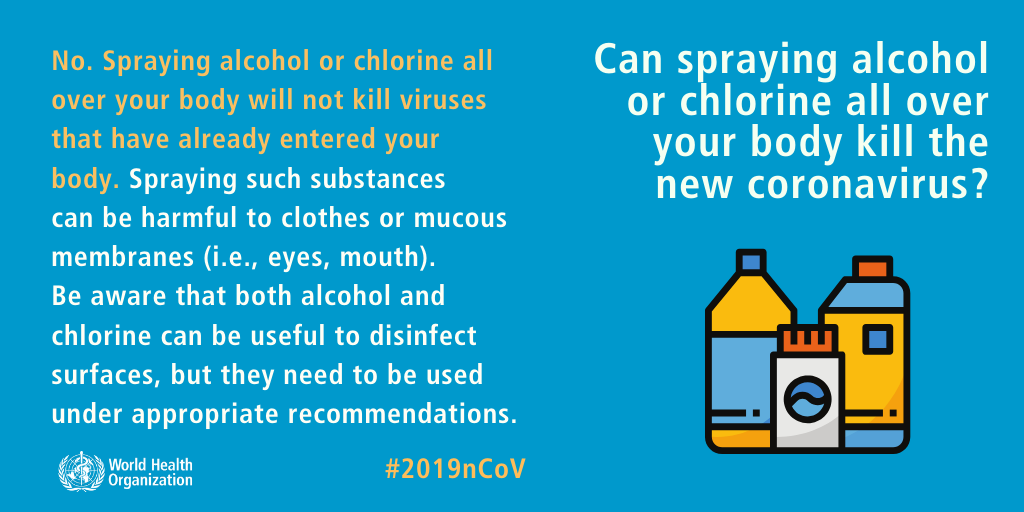 Can spraying alcohol
or chlorine all over
your body kill the
new coronavirus?
No. Spraying alcohol or chlorine all
over your body will not kill viruses
that have already entered your
body. Spraying such substances
can be harmful to clothes or mucous
membranes (i.e., eyes, mouth).
Be aware that both alcohol and
chlorine can be useful to disinfect
surfaces, but they need to be used
under appropriate recommendations.
World Health
Organization
#2019nCoV